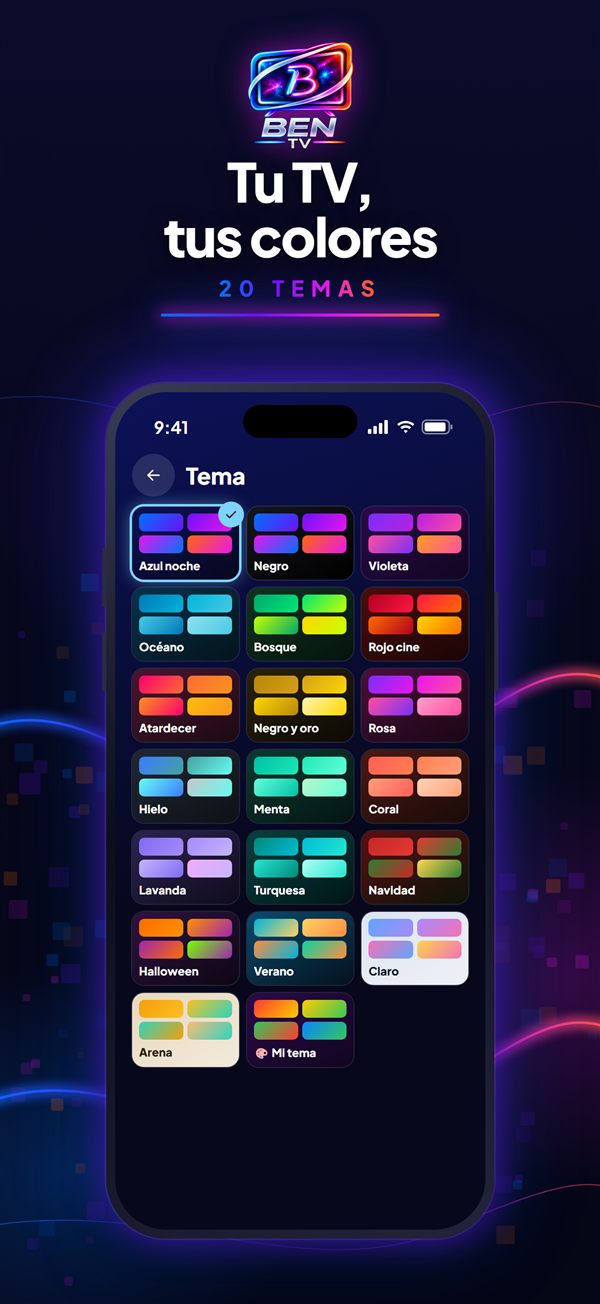 B
BEN
TV
Tu TV,
tus colores
20 TEMAS
9:41
Tema
Azul noche
Negro
Violeta
Océano
Bosque
Rojo cine
Atardecer
Negro y oro
Rosa
Hielo
Menta
Coral
Lavanda
Turquesa
Navidad
Halloween
Verano
Claro
Arena
Mi tema